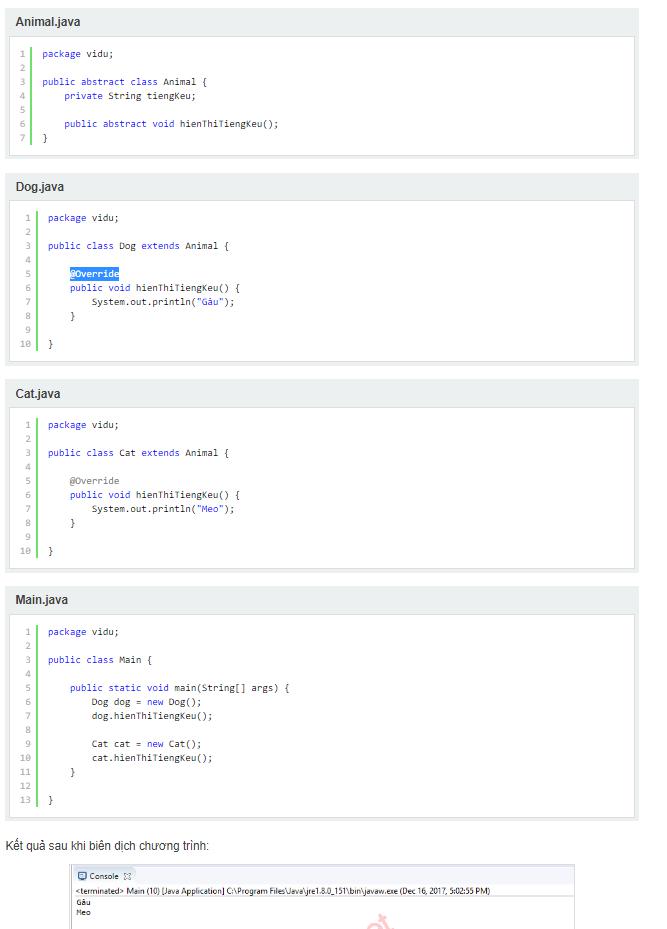 Animal.java
1 package vidu;
2
3 public abstract class Animal {
4     private String tiengKeu;
5
6     public abstract void hienThiTiengKeu();
7 }
Dog.java
1 package vidu;
2
3 public class Dog extends Animal {
4
5     @Override
6     public void hienThiTiengKeu() {
7         System.out.println("Gâu");
8     }
9
10 }
Cat.java
1 package vidu;
2
3 public class Cat extends Animal {
4
5     @Override
6     public void hienThiTiengKeu() {
7         System.out.println("Meo");
8     }
9
10 }
Main.java
1 package vidu;
2
3 public class Main {
4
5     public static void main(String[] args) {
6         Dog dog = new Dog();
7         dog.hienThiTiengKeu();
8
9         Cat cat = new Cat();
10         cat.hienThiTiengKeu();
11     }
12
13 }
Kết quả sau khi biên dịch chương trình:
Console
<terminated> Main (10) [Java Application] C:\Program Files\Java\jre1.8.0_151\bin\javaw.exe (Dec 16, 2017, 5:02:55 PM)
Gâu
Meo